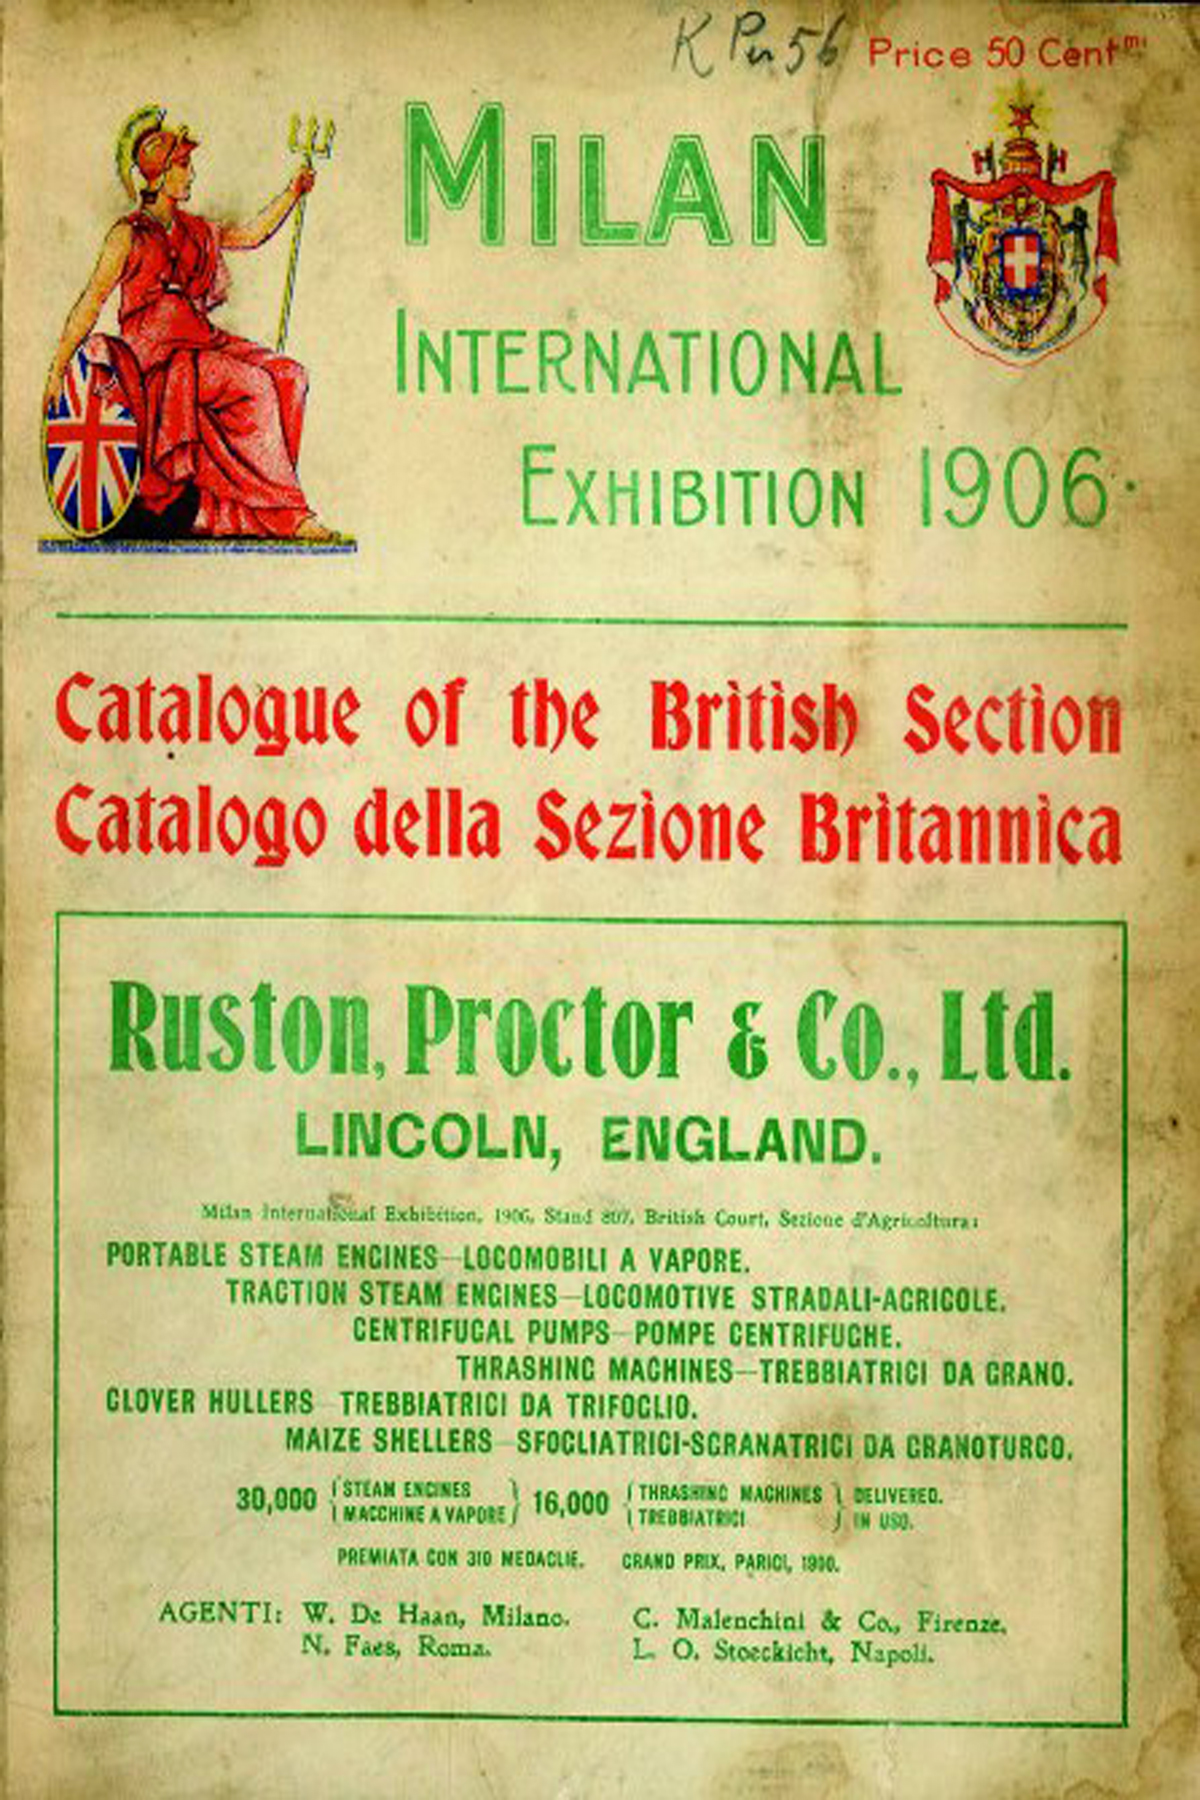 K Per 56
Price 50 Centmi
MILAN
INTERNATIONAL
EXHIBITION 1906.
Catalogue of the British Section
Catalogo della Sezione Britannica
Ruston, Proctor & Co., Ltd.
LINCOLN, ENGLAND.
Milan International Exhibition, 1906, Stand 807, British Court, Sezione d'Agricoltura:
PORTABLE STEAM ENGINES—LOCOMOBILI A VAPORE.
TRACTION STEAM ENGINES—LOCOMOTIVE STRADALI-AGRICOLE.
CENTRIFUGAL PUMPS—POMPE CENTRIFUGHE.
THRASHING MACHINES—TREBBIATRICI DA GRANO.
CLOVER HULLERS—TREBBIATRICI DA TRIFOGLIO.
MAIZE SHELLERS—SFOGLIATRICI-SGRANATRICI DA GRANOTURCO.
30,000 { STEAM ENGINES } 16,000 { THRASHING MACHINES } DELIVERED.
{ MACCHINE A VAPORE } { TREBBIATRICI } IN USO.
PREMIATA CON 310 MEDAGLIE. GRAND PRIX, PARIGI, 1900.
AGENTI: W. De Haan, Milano. C. Malenchini & Co., Firenze.
N. Faes, Roma. L. O. Stoeckicht, Napoli.